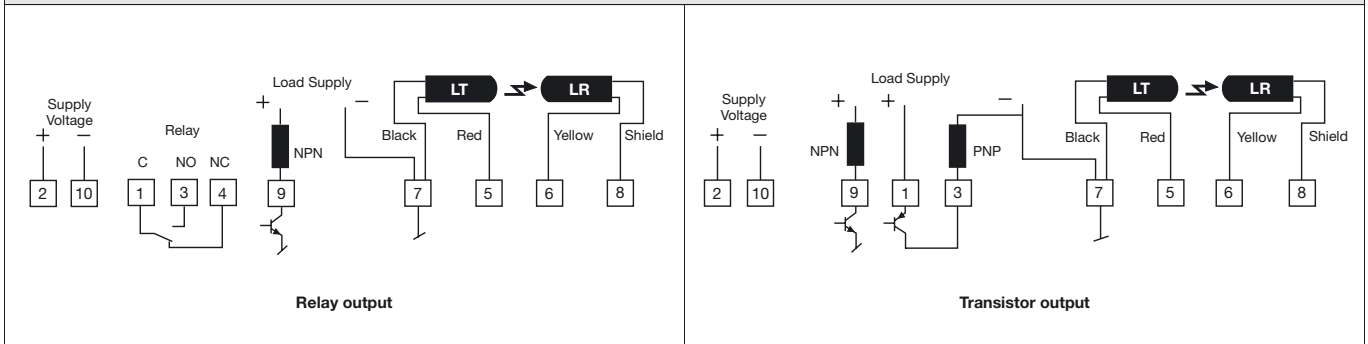 Supply
Voltage
+ −
Relay
C NO NC
Load Supply
+ −
NPN
LT LR
Black Red Yellow Shield
2 10 1 3 4 9 7 5 6 8
Relay output
Supply
Voltage
+ −
Load Supply
+ + −
NPN PNP
LT LR
Black Red Yellow Shield
2 10 9 1 3 7 5 6 8
Transistor output